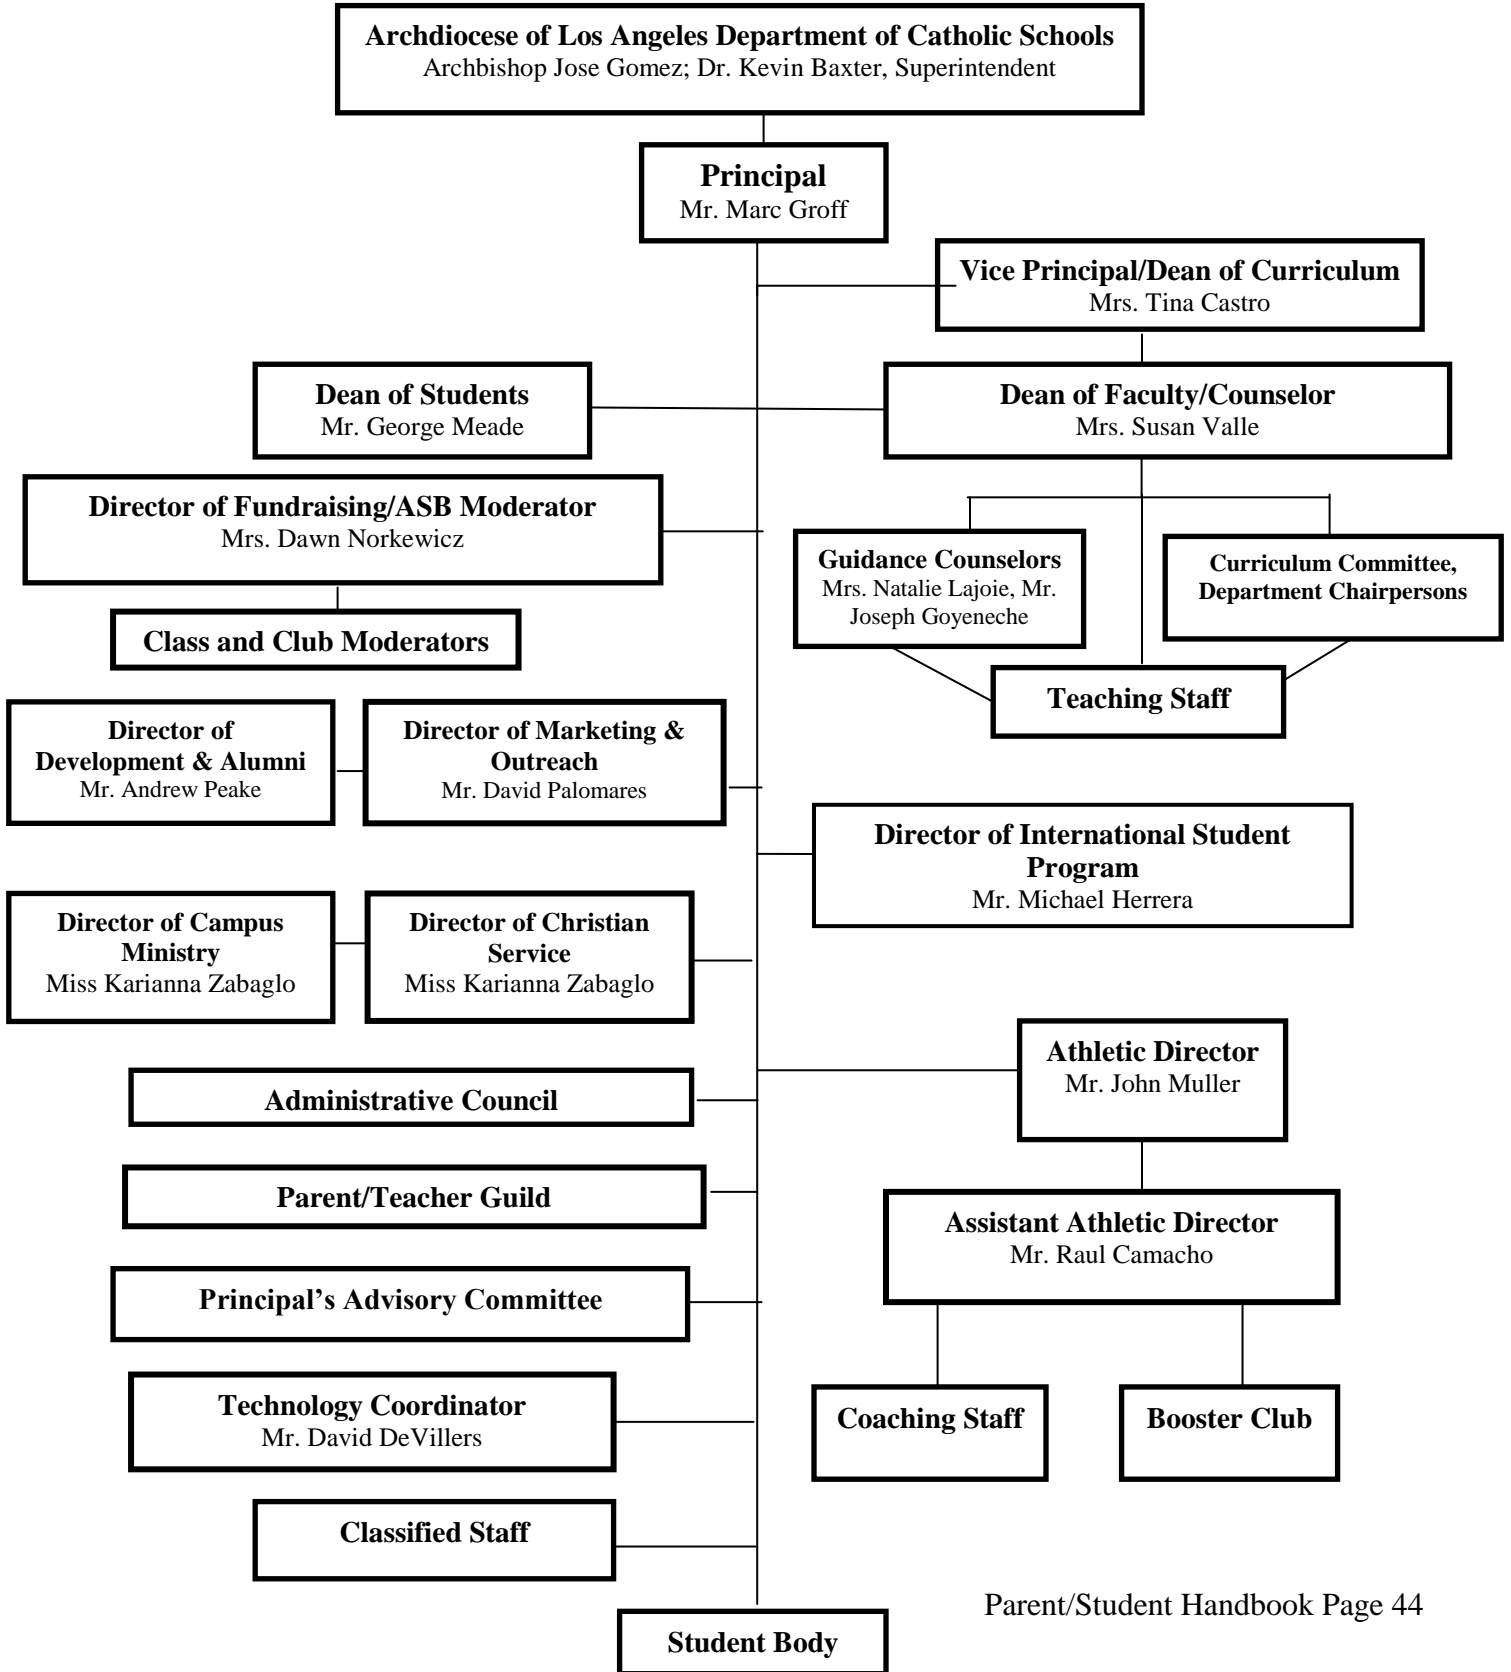 Archdiocese of Los Angeles Department of Catholic Schools
Archbishop Jose Gomez; Dr. Kevin Baxter, Superintendent
Principal
Mr. Marc Groff
Vice Principal/Dean of Curriculum
Mrs. Tina Castro
Dean of Students
Mr. George Meade
Dean of Faculty/Counselor
Mrs. Susan Valle
Director of Fundraising/ASB Moderator
Mrs. Dawn Norkewicz
Guidance Counselors
Mrs. Natalie Lajoie, Mr.
Joseph Goyeneche
Curriculum Committee,
Department Chairpersons
Class and Club Moderators
Teaching Staff
Director of
Development & Alumni
Mr. Andrew Peake
Director of Marketing &
Outreach
Mr. David Palomares
Director of International Student
Program
Mr. Michael Herrera
Director of Campus
Ministry
Miss Karianna Zabaglo
Director of Christian
Service
Miss Karianna Zabaglo
Athletic Director
Mr. John Muller
Administrative Council
Parent/Teacher Guild
Assistant Athletic Director
Mr. Raul Camacho
Principal’s Advisory Committee
Technology Coordinator
Mr. David DeVillers
Coaching Staff
Booster Club
Classified Staff
Parent/Student Handbook Page 44
Student Body